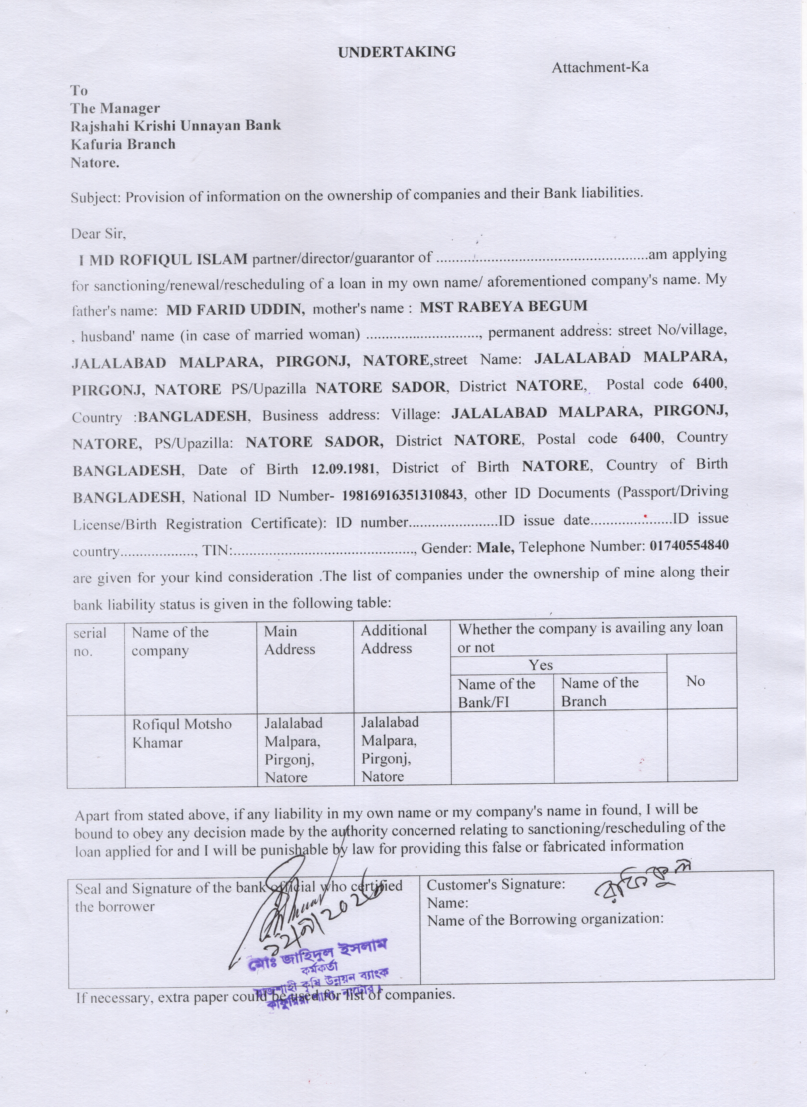 UNDERTAKING
Attachment-Ka
To
The Manager
Rajshahi Krishi Unnayan Bank
Kafuria Branch
Natore.
Subject: Provision of information on the ownership of companies and their Bank liabilities.
Dear Sir,
I MD ROFIQUL ISLAM partner/director/guarantor of ....................................................am applying
for sanctioning/renewal/rescheduling of a loan in my own name/ aforementioned company's name. My
father's name: MD FARID UDDIN, mother's name : MST RABEYA BEGUM
, husband' name (in case of married woman) ............................, permanent address: street No/village,
JALALABAD MALPARA, PIRGONJ, NATORE,street Name: JALALABAD MALPARA,
PIRGONJ, NATORE PS/Upazilla NATORE SADOR, District NATORE, Postal code 6400,
Country :BANGLADESH, Business address: Village: JALALABAD MALPARA, PIRGONJ,
NATORE, PS/Upazilla: NATORE SADOR, District NATORE, Postal code 6400, Country
BANGLADESH, Date of Birth 12.09.1981, District of Birth NATORE, Country of Birth
BANGLADESH, National ID Number- 19816916351310843, other ID Documents (Passport/Driving
License/Birth Registration Certificate): ID number......................ID issue date....................ID issue
country..................., TIN:............................................, Gender: Male, Telephone Number: 01740554840
are given for your kind consideration .The list of companies under the ownership of mine along their
bank liability status is given in the following table:
serial no. Name of the company Main Address Additional Address Whether the company is availing any loan or not
Yes
Name of the Bank/FI Name of the Branch No
Rofiqul Motsho Khamar Jalalabad Malpara, Pirgonj, Natore Jalalabad Malpara, Pirgonj, Natore
Apart from stated above, if any liability in my own name or my company's name in found, I will be
bound to obey any decision made by the authority concerned relating to sanctioning/rescheduling of the
loan applied for and I will be punishable by law for providing this false or fabricated information
Seal and Signature of the bank official who certified
the borrower
মোঃ জাহিদুল ইসলাম
কর্মকর্তা
রাজশাহী কৃষি উন্নয়ন ব্যাংক
Customer's Signature: রফিকুল
Name:
Name of the Borrowing organization:
If necessary, extra paper could be used for list of companies.